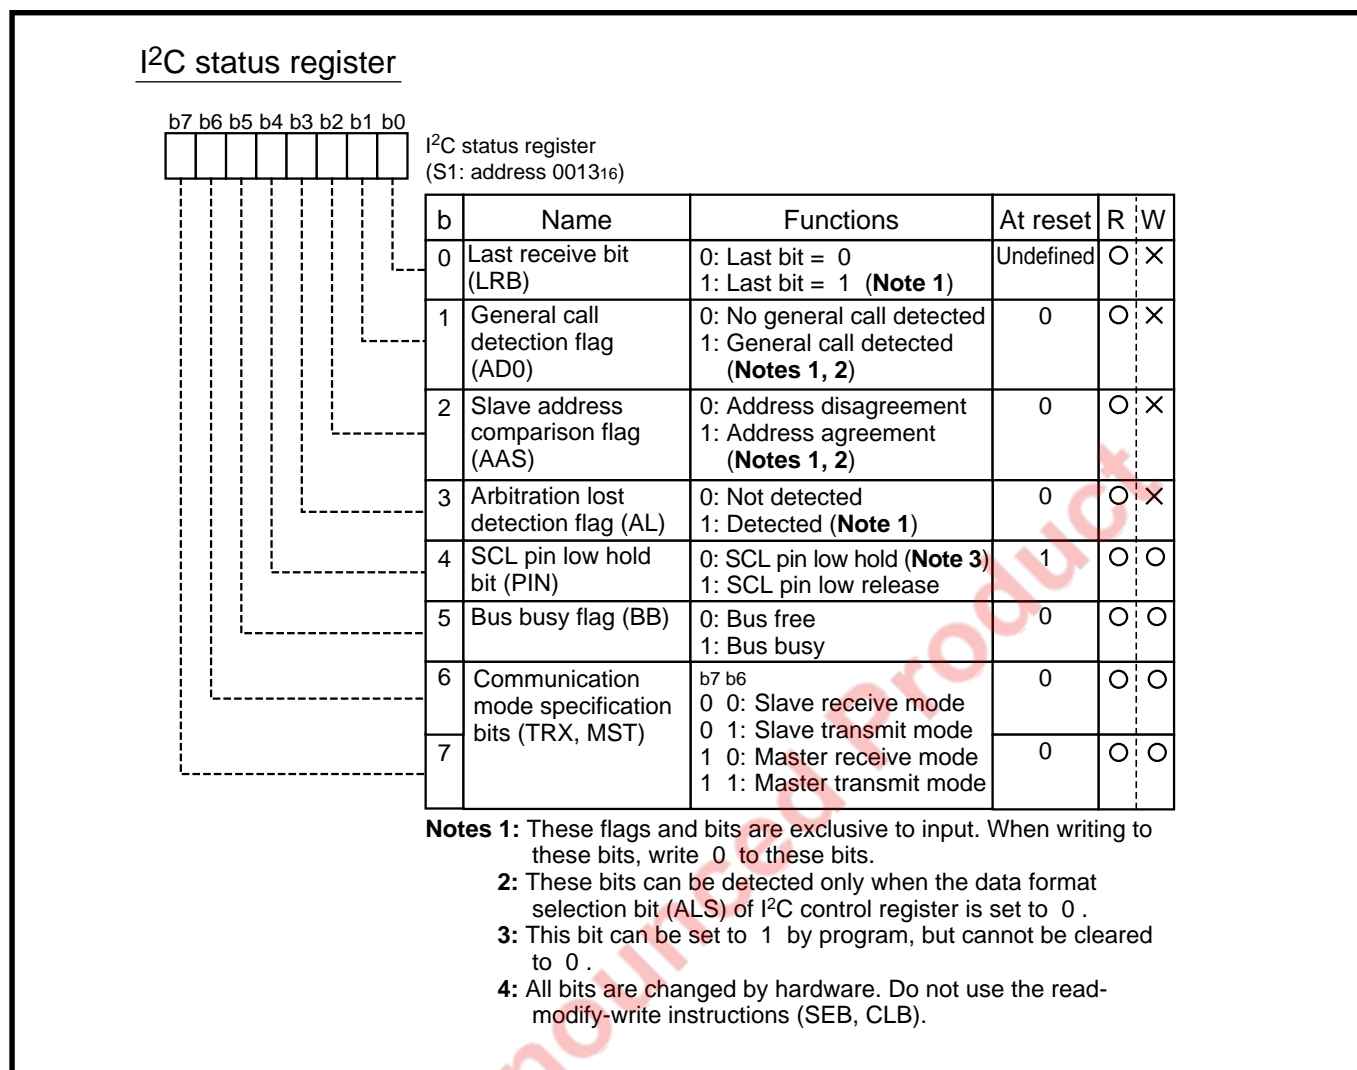 I2C status register
b7 b6 b5 b4 b3 b2 b1 b0
I2C status register
(S1: address 001316)
b Name Functions At reset R W
0 Last receive bit (LRB) 0: Last bit = 0 Undefined O ×
1: Last bit = 1 (Note 1)
1 General call detection flag (AD0) 0: No general call detected 0 O ×
1: General call detected
(Notes 1, 2)
2 Slave address comparison flag (AAS) 0: Address disagreement 0 O ×
1: Address agreement
(Notes 1, 2)
3 Arbitration lost detection flag (AL) 0: Not detected 0 O ×
1: Detected (Note 1)
4 SCL pin low hold bit (PIN) 0: SCL pin low hold (Note 3) 1 O O
1: SCL pin low release
5 Bus busy flag (BB) 0: Bus free 0 O O
1: Bus busy
6 Communication mode specification bits (TRX, MST) b7 b6 0 O O
0 0: Slave receive mode
0 1: Slave transmit mode
7 1 0: Master receive mode 0 O O
1 1: Master transmit mode
Notes 1: These flags and bits are exclusive to input. When writing to
these bits, write 0 to these bits.
2: These bits can be detected only when the data format
selection bit (ALS) of I2C control register is set to 0 .
3: This bit can be set to 1 by program, but cannot be cleared
to 0 .
4: All bits are changed by hardware. Do not use the read-
modify-write instructions (SEB, CLB).
nounced Product